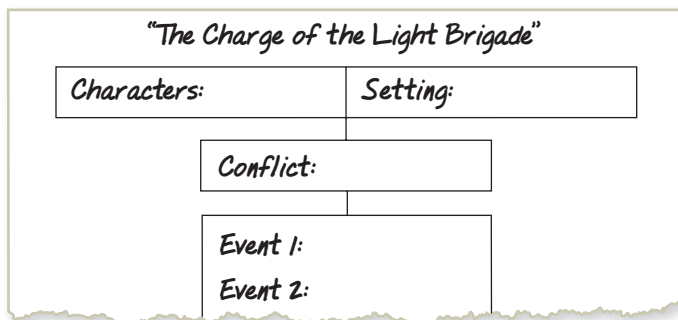 "The Charge of the Light Brigade"
Characters: Setting:
Conflict:
Event 1:
Event 2: